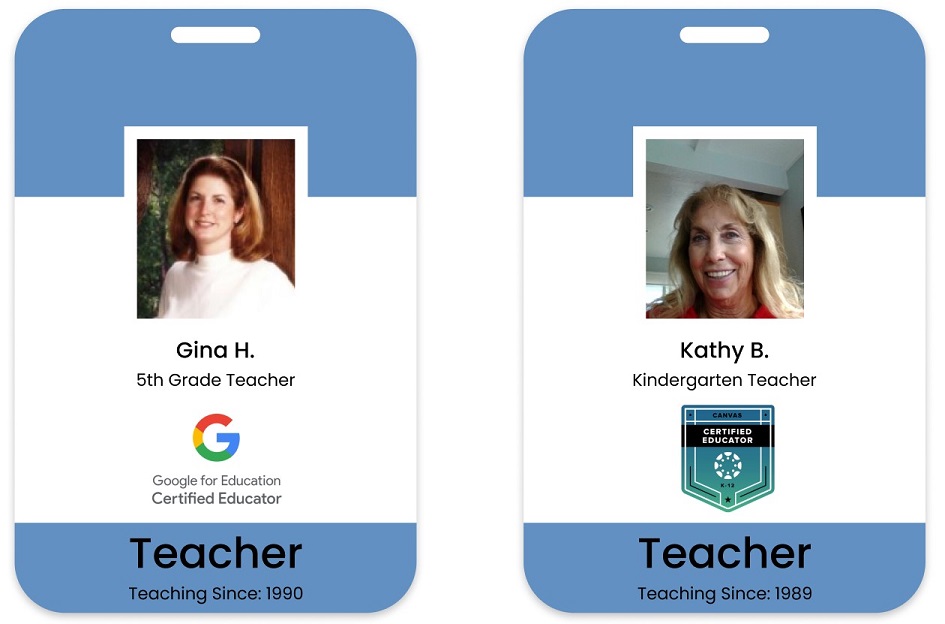 Gina H.
5th Grade Teacher
Google for Education
Certified Educator
Teacher
Teaching Since: 1990
Kathy B.
Kindergarten Teacher
CANVAS
CERTIFIED
EDUCATOR
K-12
Teacher
Teaching Since: 1989